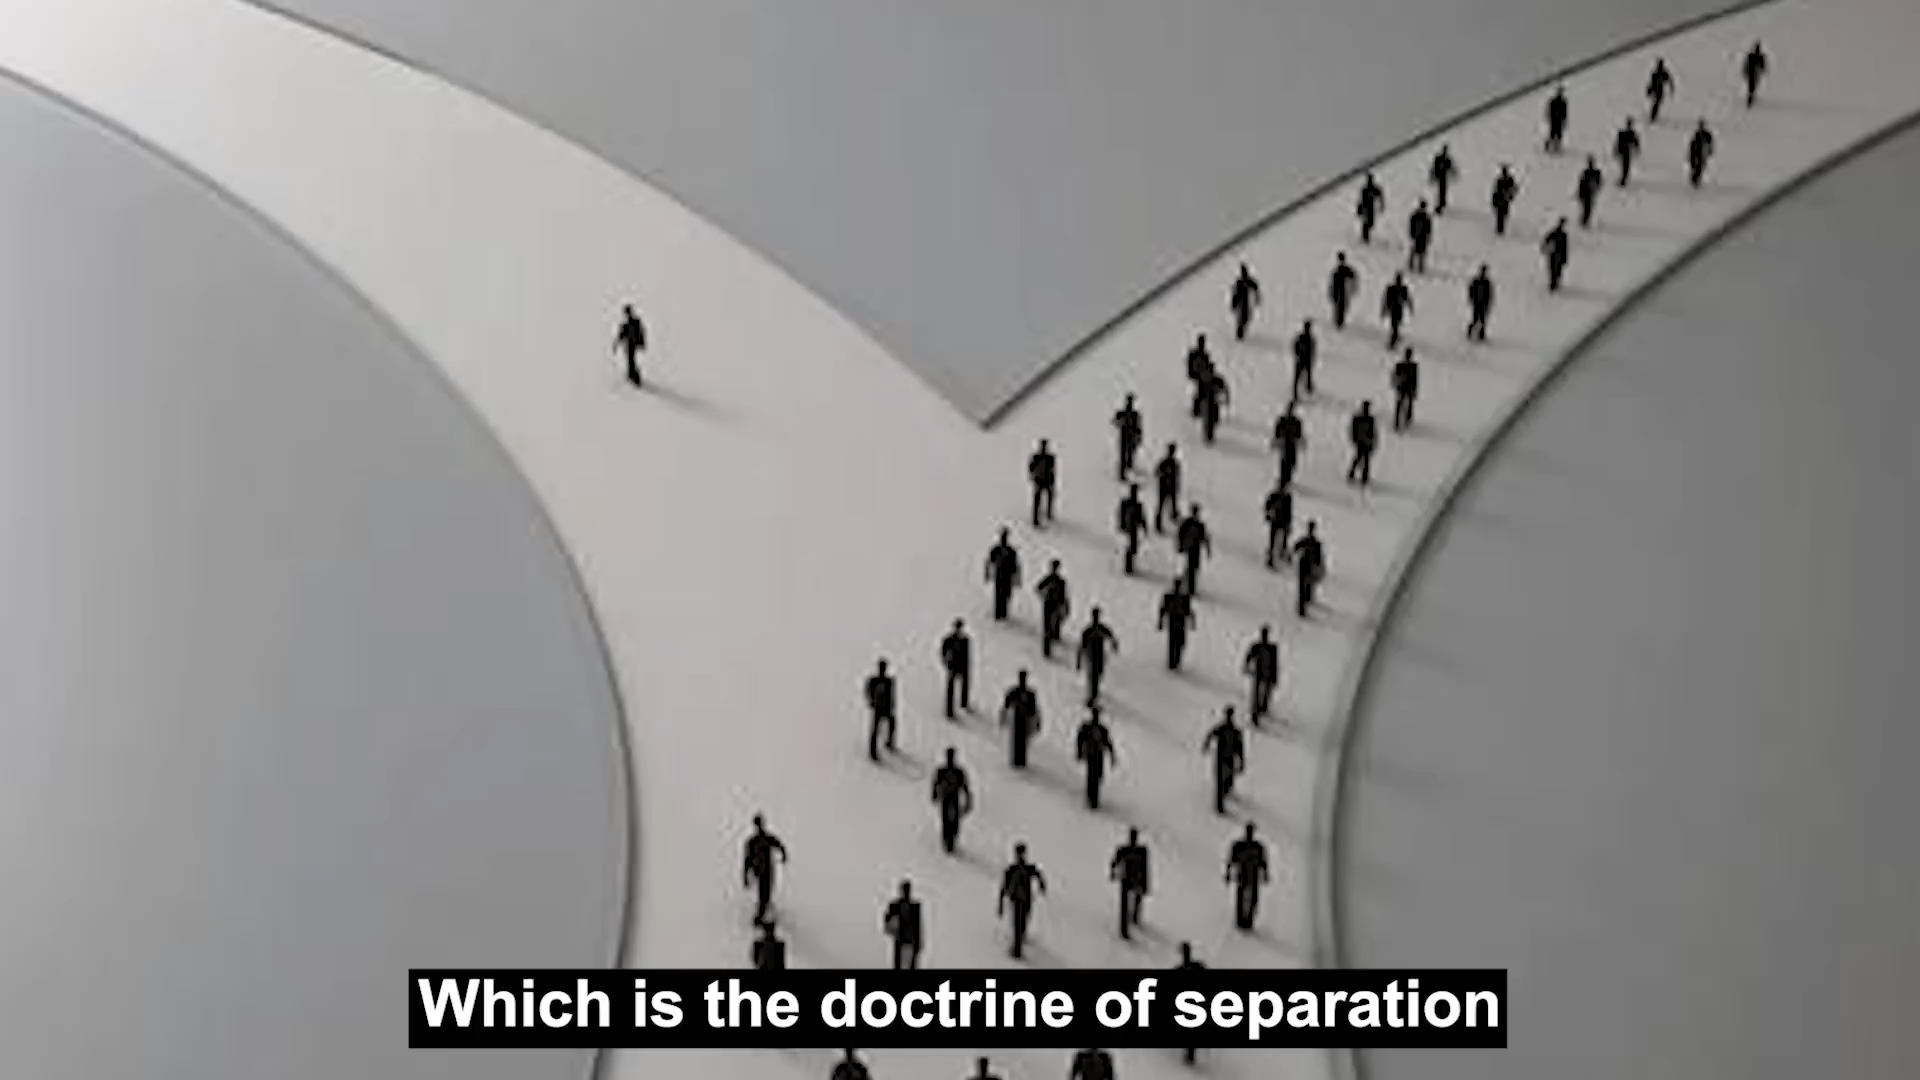 Which is the doctrine of separation